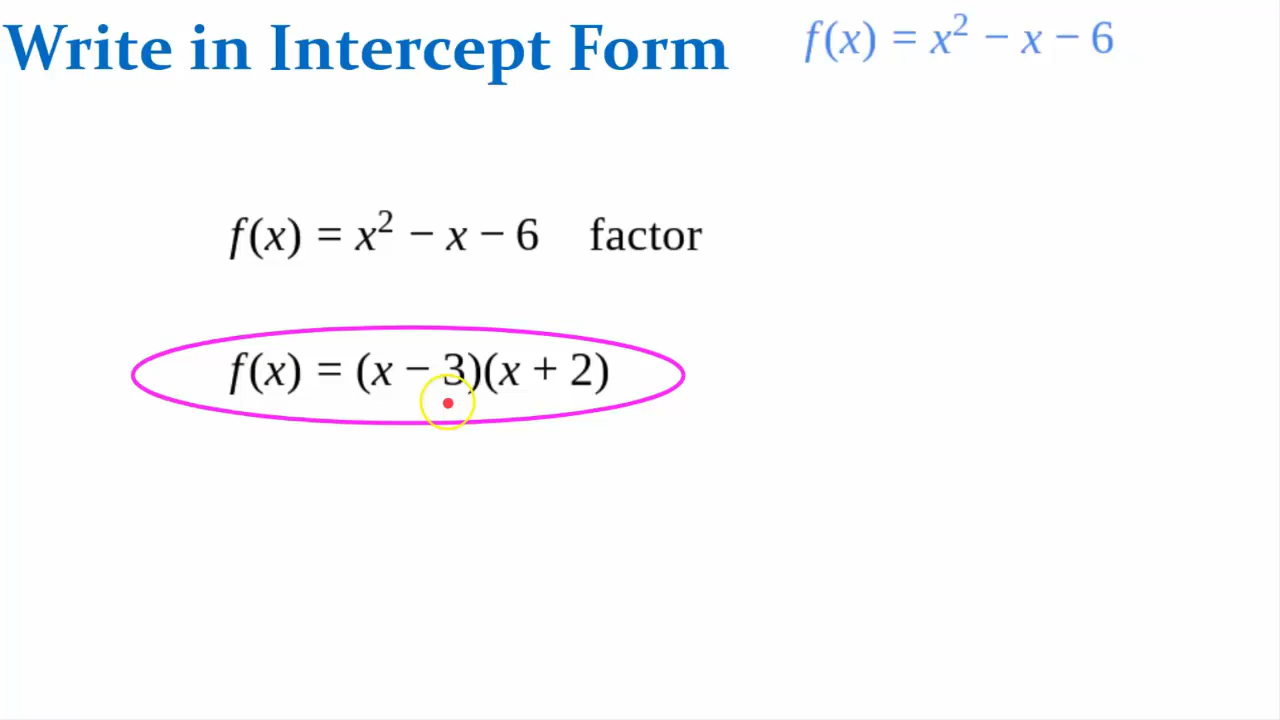 Write in Intercept Form f(x) = x² − x − 6
f(x) = x² − x − 6 factor
f(x) = (x − 3)(x + 2)